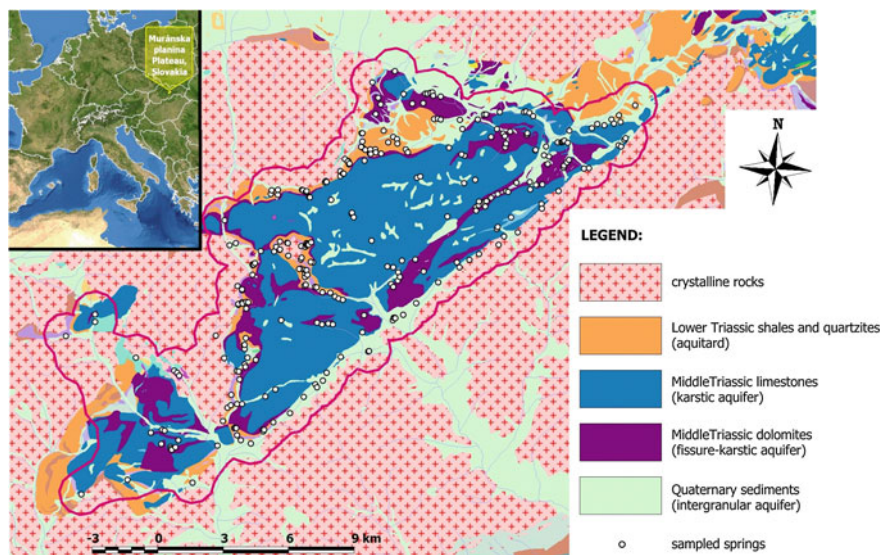 Muránska
planina
Plateau,
Slovakia
N
LEGEND:
crystalline rocks
Lower Triassic shales and quartzites
(aquitard)
MiddleTriassic limestones
(karstic aquifer)
MiddleTriassic dolomites
(fissure-karstic aquifer)
Quaternary sediments
(intergranular aquifer)
sampled springs
-3 0 3 6 9 km